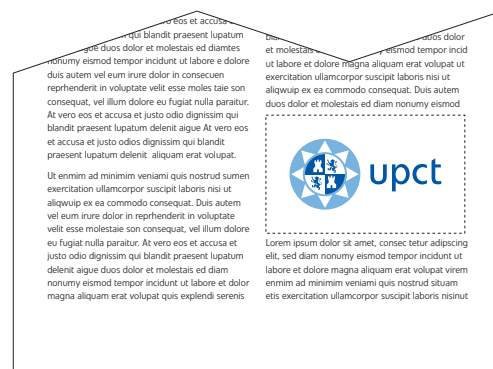 ro eos et accusa
qui blandit praesent lupatum
duos dolor et molestais ed diamtes
nonumy eismod tempor incidunt ut labore e dolore
duis autem vel eum irure dolor in consecuen
reprhenderit in voluptate velit esse moles taie son
consequat, vel illum dolore eu fugiat nulla paraitur.
At vero eos et accusa et justo odio dignissim qui
blandit praesent lupatum delenit aigue At vero eos
et accusa et justo odios dignissim qui blandit
praesent lupatum delenit aliquam erat volupat.
Ut enmim ad minimim veniami quis nostrud sumen
exercitation ullamcorpor suscipit laboris nisi ut
aliqwuip ex ea commodo consequat. Duis autem
vel eum irure dolor in reprhenderit in voluptate
velit esse molestaie son consequat, vel illum dolore
eu fugiat nulla paraitur. At vero eos et accusa et
justo odio dignissim qui blandit praesent lupatum
delenit aigue duos dolor et molestais ed diam
nonumy eismod tempor incidunt ut labore et dolor
magna aliquam erat volupat quis explendi serenis
duos dolor
et molestais eismod tempor incid
ut labore et dolore magna aliquam erat volupat ut
exercitation ullamcorpor suscipit laboris nisi ut
aliqwuip ex ea commodo consequat. Duis autem
duos dolor et molestais ed diam nonumy eismod
upct
Lorem ipsum dolor sit amet, consec tetur adipscing
elit, sed diam nonumy eismod tempor incidunt ut
labore et dolore magna aliquam erat volupat virem
enmim ad minimim veniami quis nostrud situam
etis exercitation ullamcorpor suscipit laboris nisinut